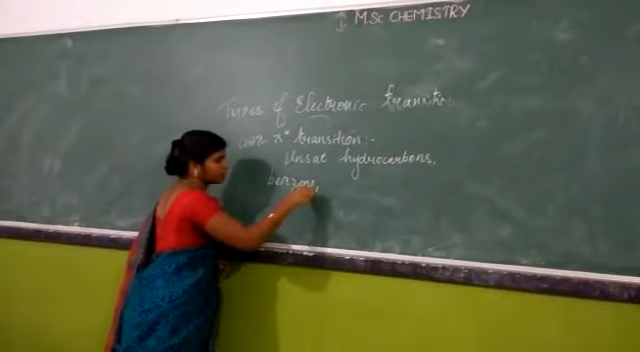 I M.Sc CHEMISTRY
Types of Electronic transition
π* transition.
Unsat hydrocarbons.
benzene,